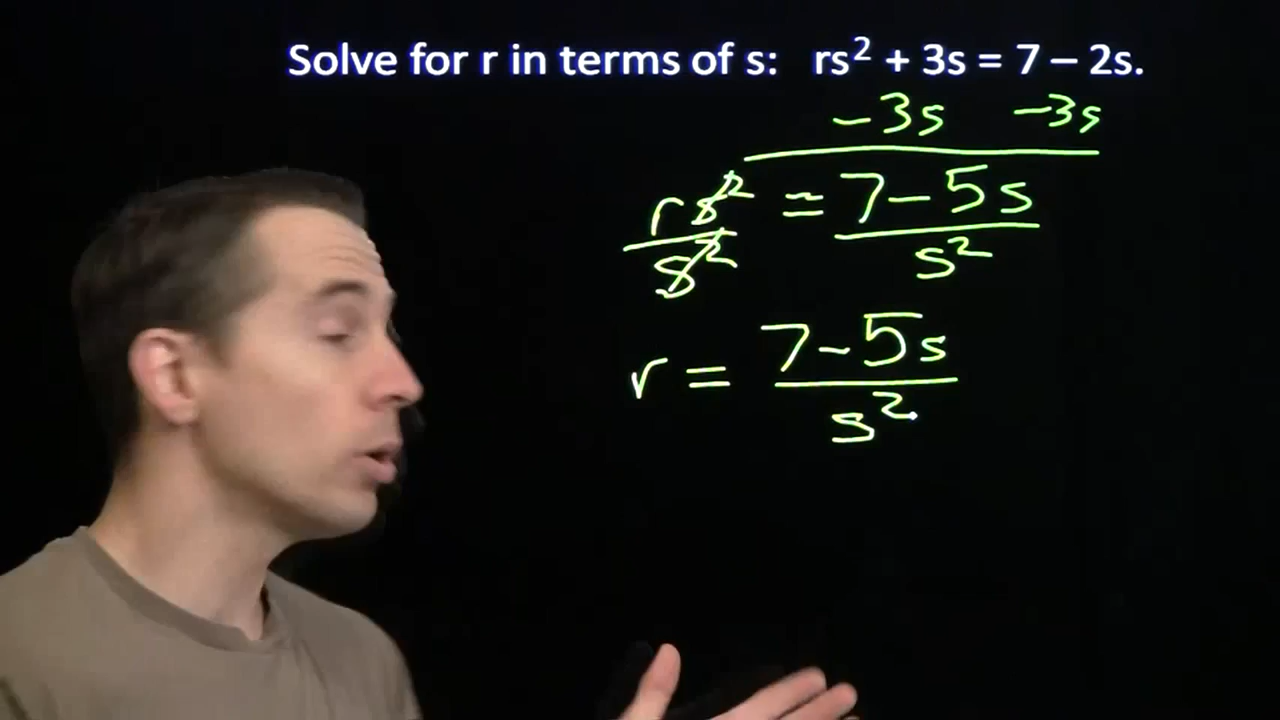 Solve for r in terms of s: rs² + 3s = 7 – 2s.
-3s -3s
rs² = 7-5s
s² s²
r = 7-5s
s²